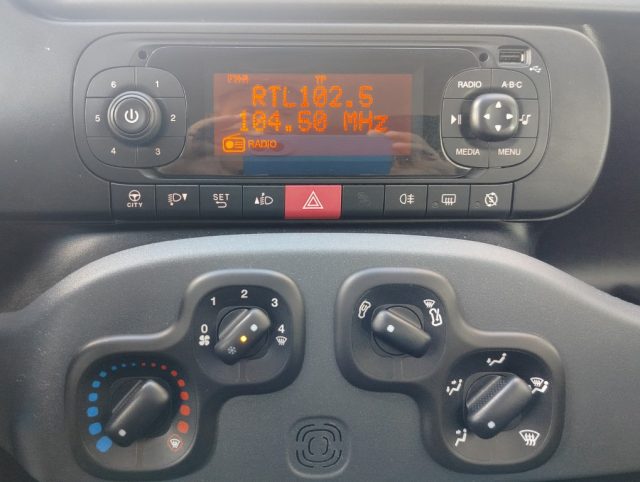 RTL102.5
104.50 MHz
RADIO
6 1
5 2
4 3
RADIO A·B·C
MEDIA MENU
CITY
SET
0 1 2 3 4